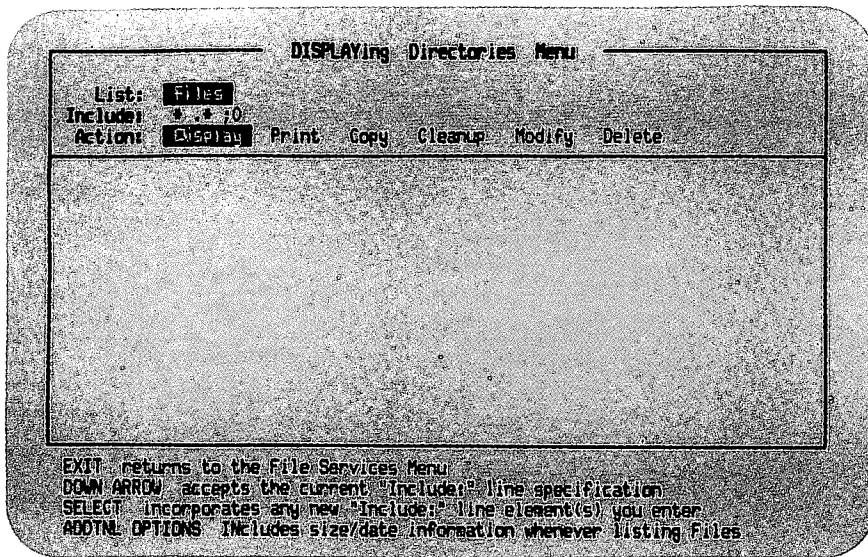 DISPLAYing Directories Menu
List: Files
Include: *.*;0
Action: Display Print Copy Cleanup Modify Delete
EXIT returns to the File Services Menu
DOWN ARROW accepts the current "Include:" line specification
SELECT incorporates any new "Include:" line element(s) you enter
ADDTNL OPTIONS INcludes size/date information whenever listing Files